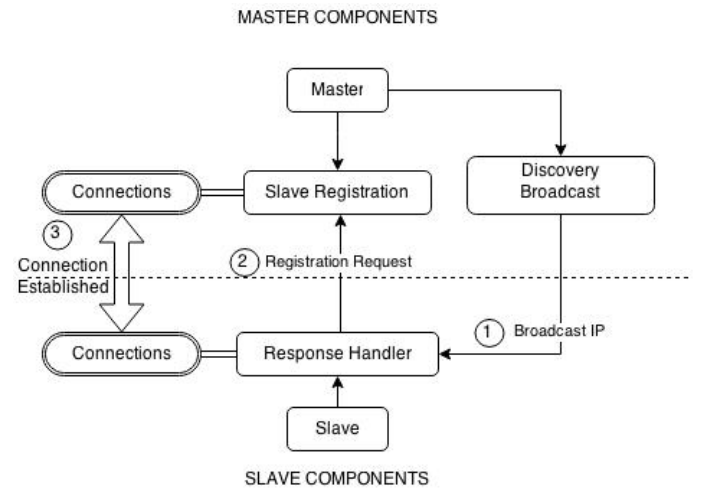 MASTER COMPONENTS
Master
Discovery
Broadcast
Connections
Slave Registration
3
Connection
Established
2 Registration Request
1 Broadcast IP
Connections
Response Handler
Slave
SLAVE COMPONENTS